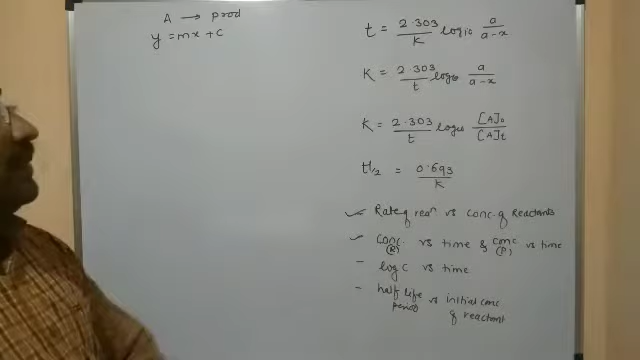 A → prod
y = mx + c
t = 2.303/K log10 a/a-x
K = 2.303/t log10 a/a-x
K = 2.303/t log10 [A]0/[A]t
t1/2 = 0.693/K
✓ Rate of rean vs conc. of Reactants
✓ conc. (R) vs time & conc (P) vs time
- log C vs time
- half life vs initial conc
period of reactant